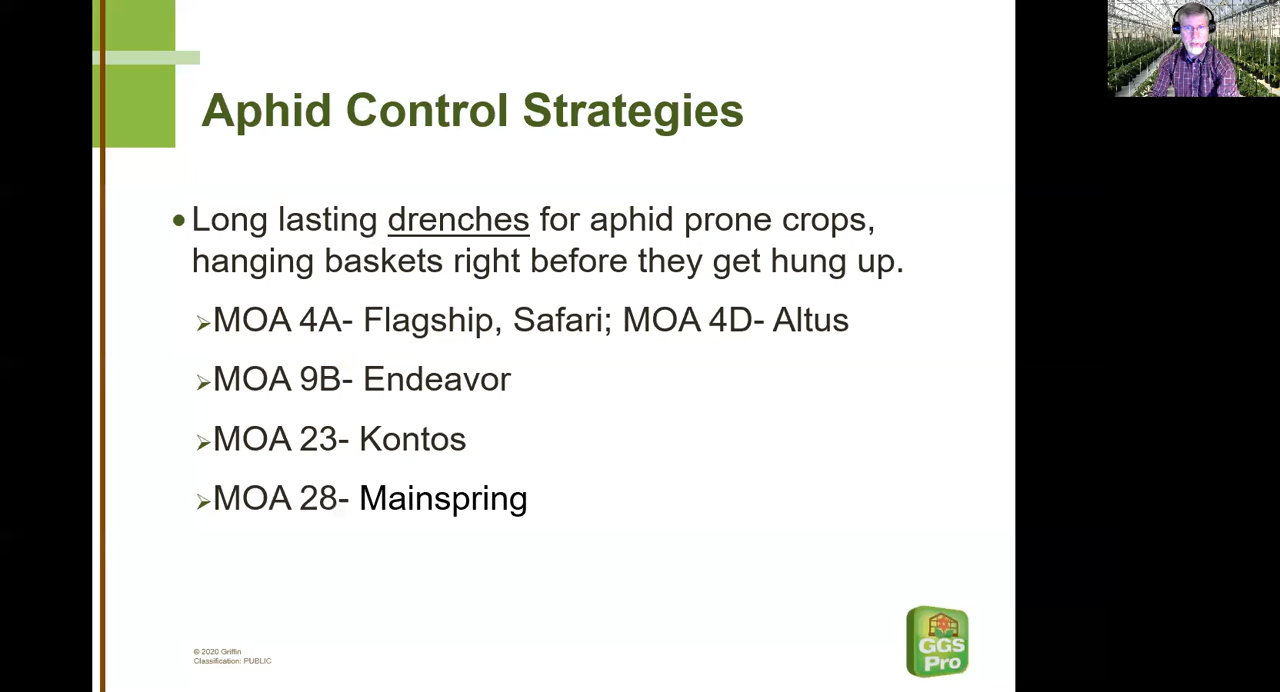 Aphid Control Strategies
• Long lasting drenches for aphid prone crops,
hanging baskets right before they get hung up.
➢MOA 4A- Flagship, Safari; MOA 4D- Altus
➢MOA 9B- Endeavor
➢MOA 23- Kontos
➢MOA 28- Mainspring
© 2020 Griffin
Classification: PUBLIC
GGS
Pro